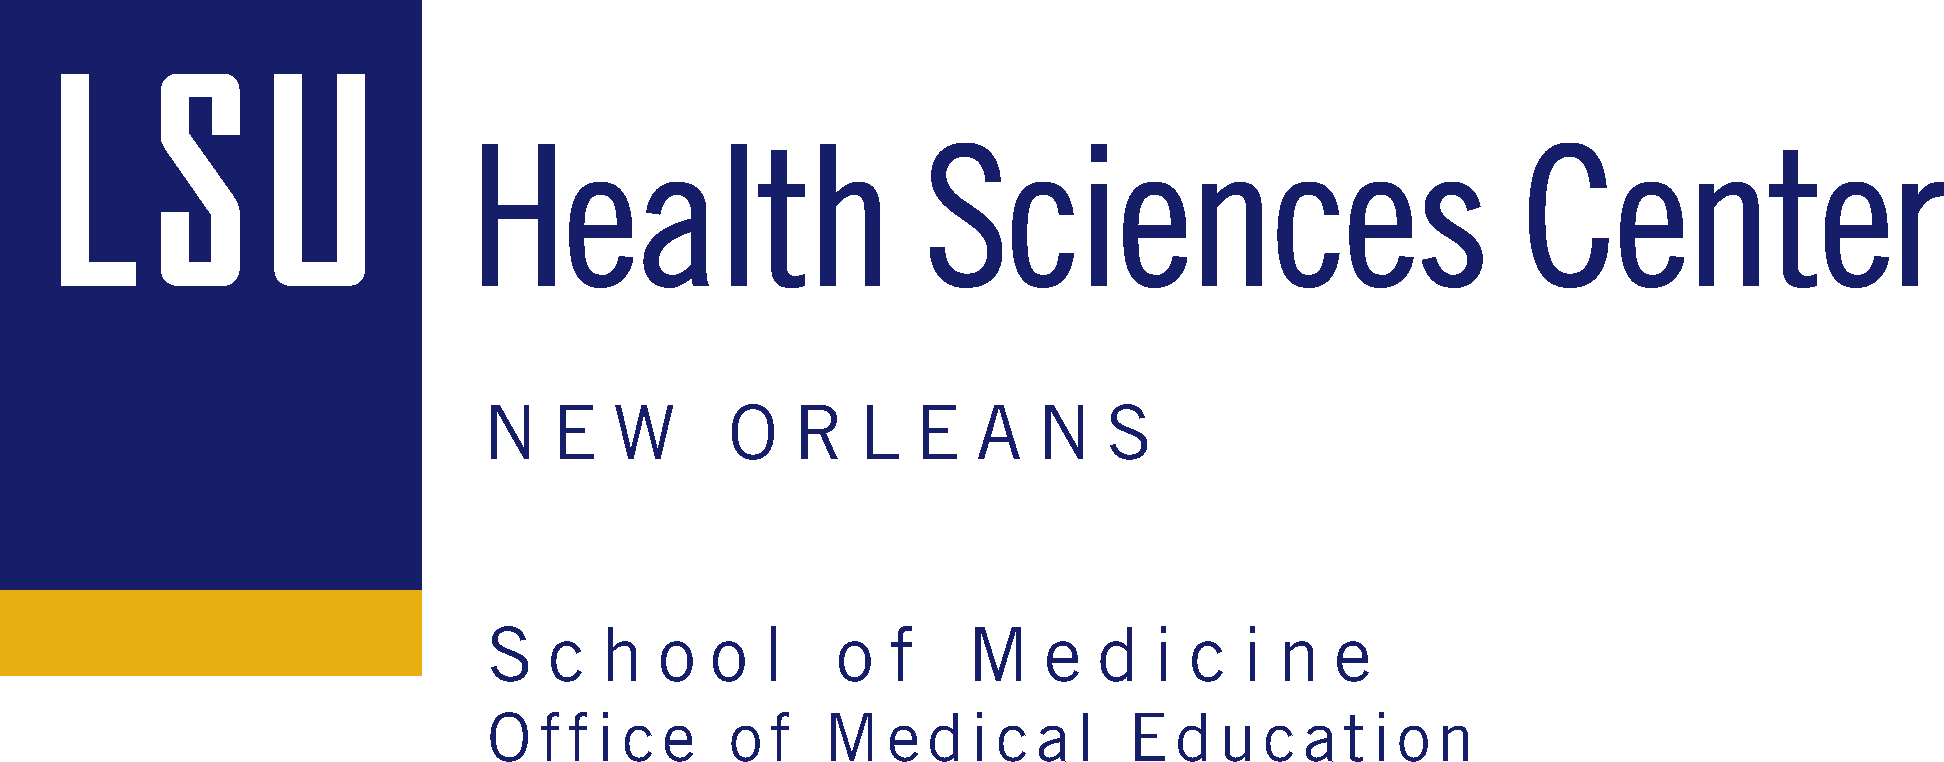 LSU
Health Sciences Center
NEW ORLEANS
School of Medicine
Office of Medical Education